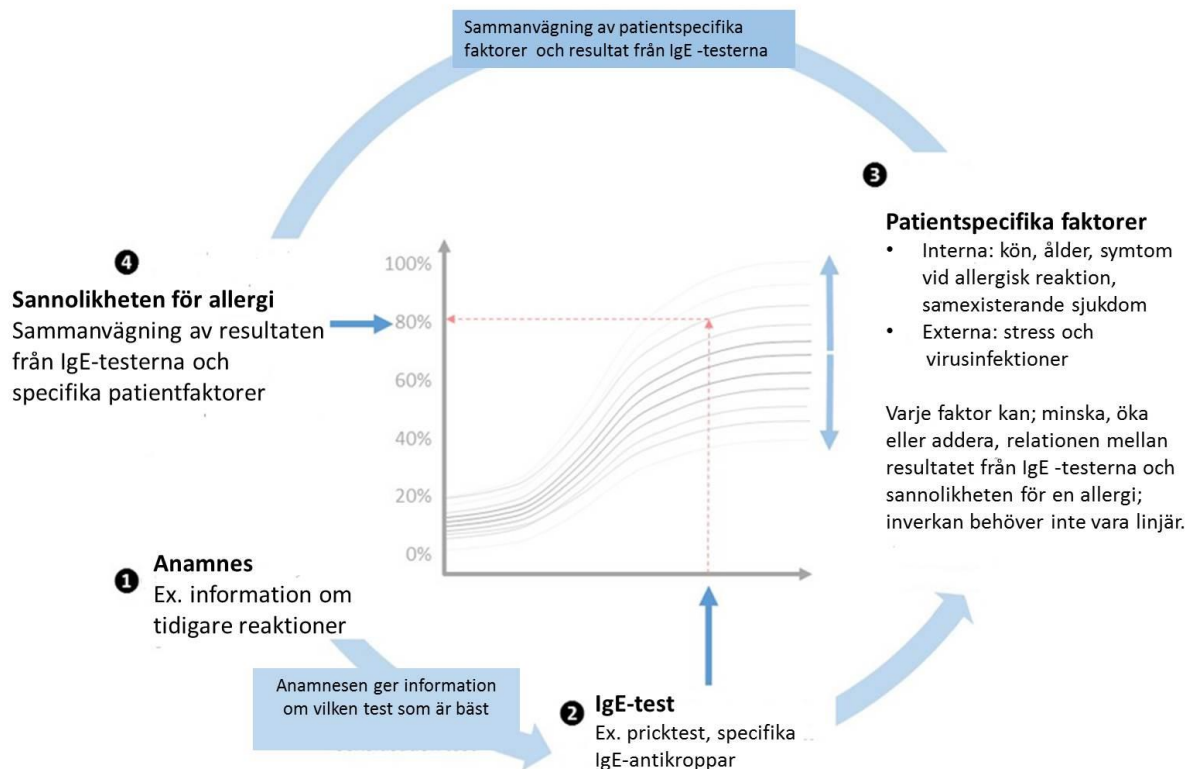 Sammanvägning av patientspecifika
faktorer och resultat från IgE -testerna
❸
Patientspecifika faktorer
• Interna: kön, ålder, symtom
vid allergisk reaktion,
samexisterande sjukdom
• Externa: stress och
virusinfektioner
Varje faktor kan; minska, öka
eller addera, relationen mellan
resultatet från IgE -testerna och
sannolikheten för en allergi;
inverkan behöver inte vara linjär.
❹
Sannolikheten för allergi
Sammanvägning av resultaten
från IgE-testerna och
specifika patientfaktorer
100%
80%
60%
40%
20%
0%
❶ Anamnes
Ex. information om
tidigare reaktioner
Anamnesen ger information
om vilken test som är bäst
❷ IgE-test
Ex. pricktest, specifika
IgE-antikroppar